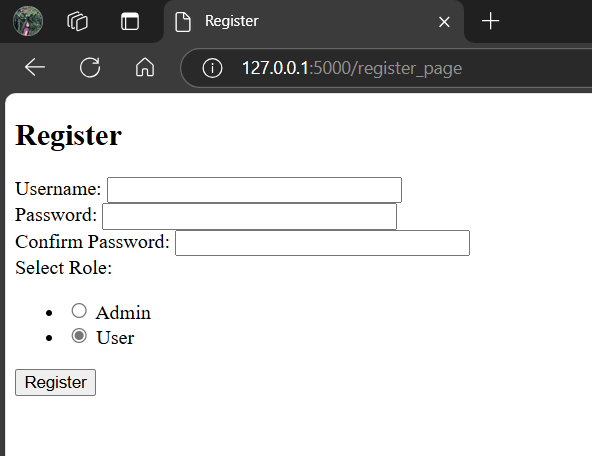 Register
127.0.0.1:5000/register_page
Register
Username:
Password:
Confirm Password:
Select Role:
Admin
User
Register